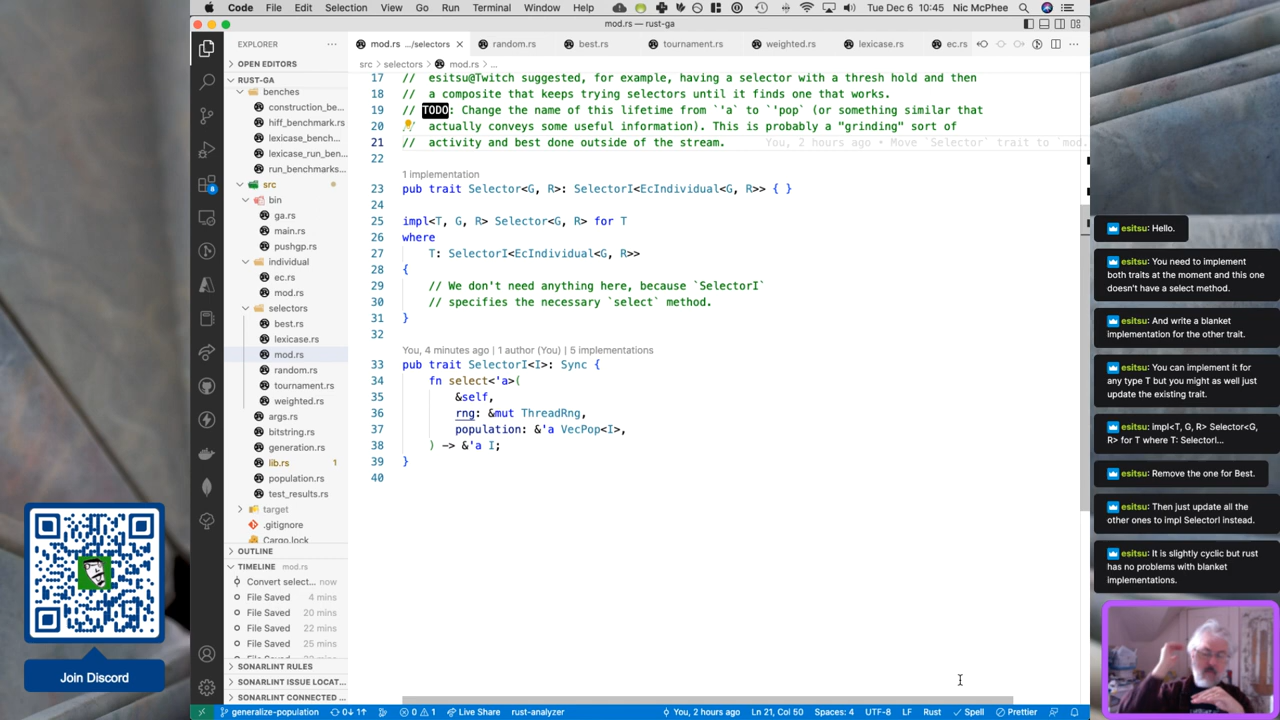 Code File Edit Selection View Go Run Terminal Window Help Tue Dec 6 10:45 Nic McPhee
mod.rs — rust-ga
EXPLORER
mod.rs .../selectors
random.rs
best.rs
tournament.rs
weighted.rs
lexicase.rs
ec.rs
OPEN EDITORS
src > selectors > mod.rs > ...
RUST-GA
benches
construction_be...
hiff_benchmark.rs
lexicase_bench...
lexicase_run_ben...
run_benchmarks...
src
bin
ga.rs
main.rs
pushgp.rs
individual
ec.rs
mod.rs
selectors
best.rs
lexicase.rs
mod.rs
random.rs
tournament.rs
weighted.rs
args.rs
bitstring.rs
generation.rs
lib.rs 1
population.rs
test_results.rs
target
.gitignore
Cargo.lock
OUTLINE
TIMELINE mod.rs
Convert select... now
File Saved 4 mins
File Saved 20 mins
File Saved 22 mins
File Saved 25 mins
SONARLINT RULES
SONARLINT ISSUE LOCAT...
SONARLINT CONNECTED ...
17 // esitsu@Twitch suggested, for example, having a selector with a thresh hold and then
18 // a composite that keeps trying selectors until it finds one that works.
19 // TODO: Change the name of this lifetime from `'a` to `'pop` (or something similar that
20 // actually conveys some useful information). This is probably a "grinding" sort of
21 // activity and best done outside of the stream. You, 2 hours ago • Move `Selector` trait to `mod.
22
1 implementation
23 pub trait Selector<G, R>: SelectorI<EcIndividual<G, R>> { }
24
25 impl<T, G, R> Selector<G, R> for T
26 where
27 T: SelectorI<EcIndividual<G, R>>
28 {
29 // We don't need anything here, because `SelectorI`
30 // specifies the necessary `select` method.
31 }
32
You, 4 minutes ago | 1 author (You) | 5 implementations
33 pub trait SelectorI<I>: Sync {
34 fn select<'a>(
35 &self,
36 rng: &mut ThreadRng,
37 population: &'a VecPop<I>,
38 ) -> &'a I;
39 }
40
generalize-population 0↓ 1↑ 0 1 Live Share rust-analyzer You, 2 hours ago Ln 21, Col 50 Spaces: 4 UTF-8 LF Rust Spell Prettier
esitsu: Hello.
esitsu: You need to implement
both traits at the moment and this one
doesn't have a select method.
esitsu: And write a blanket
implementation for the other trait.
esitsu: You can implement it for
any type T but you might as well just
update the existing trait.
esitsu: impl<T, G, R> Selector<G,
R> for T where T: SelectorI...
esitsu: Remove the one for Best.
esitsu: Then just update all the
other ones to impl SelectorI instead.
esitsu: It is slightly cyclic but rust
has no problems with blanket
implementations.
Join Discord